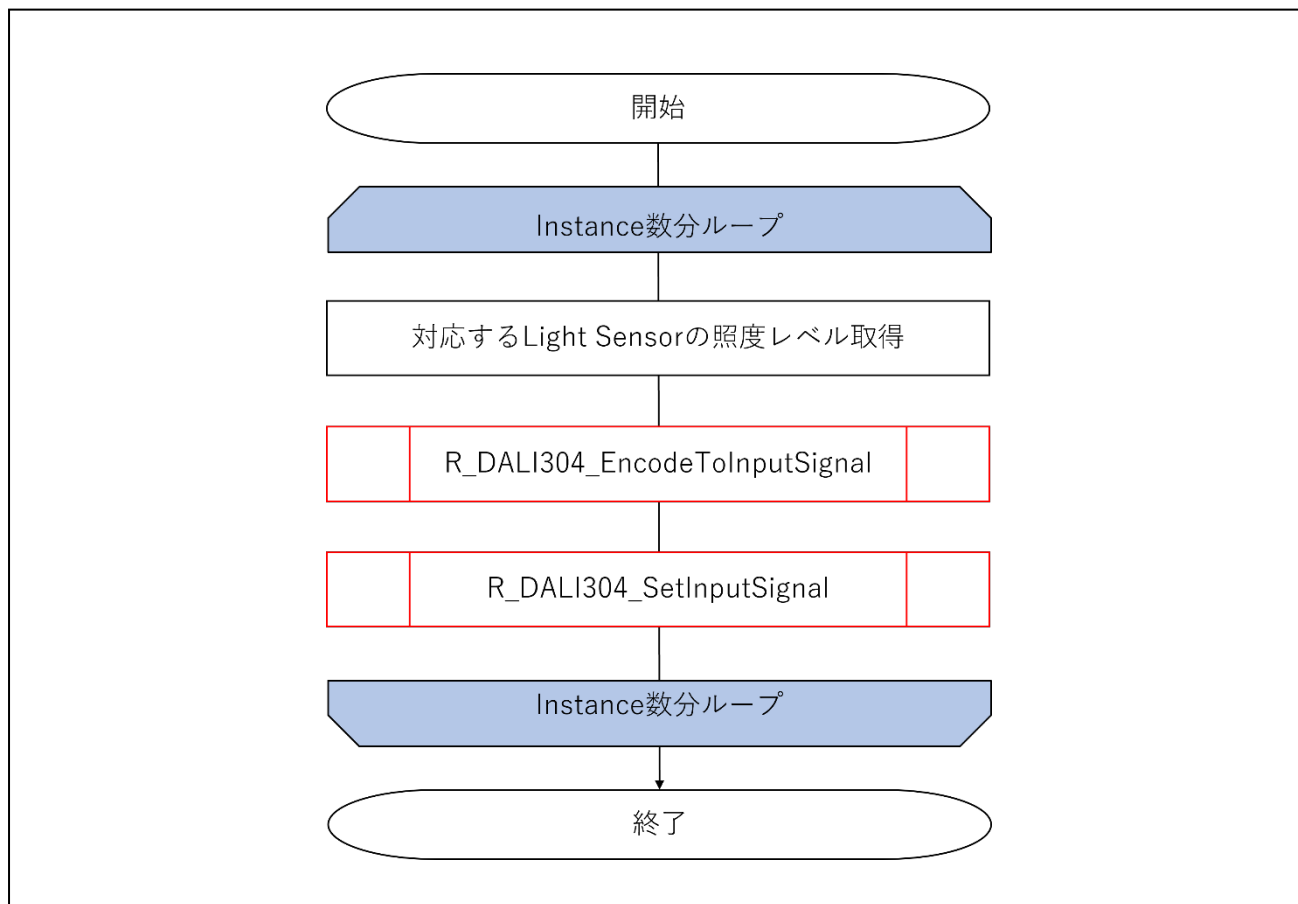 開始
Instance数分ループ
対応するLight Sensorの照度レベル取得
R_DALI304_EncodeToInputSignal
R_DALI304_SetInputSignal
Instance数分ループ
終了